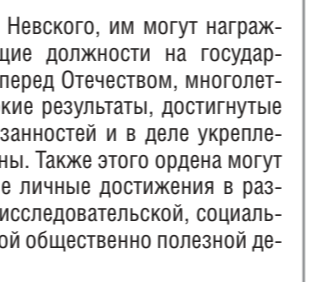 Невского, им могут награж-
щие должности на государ-
перед Отечеством, многолет-
кие результаты, достигнутые
занностей и в деле укрепле-
ны. Также этого ордена могут
е личные достижения в раз-
исследовательской, социаль-
ой общественно полезной де-